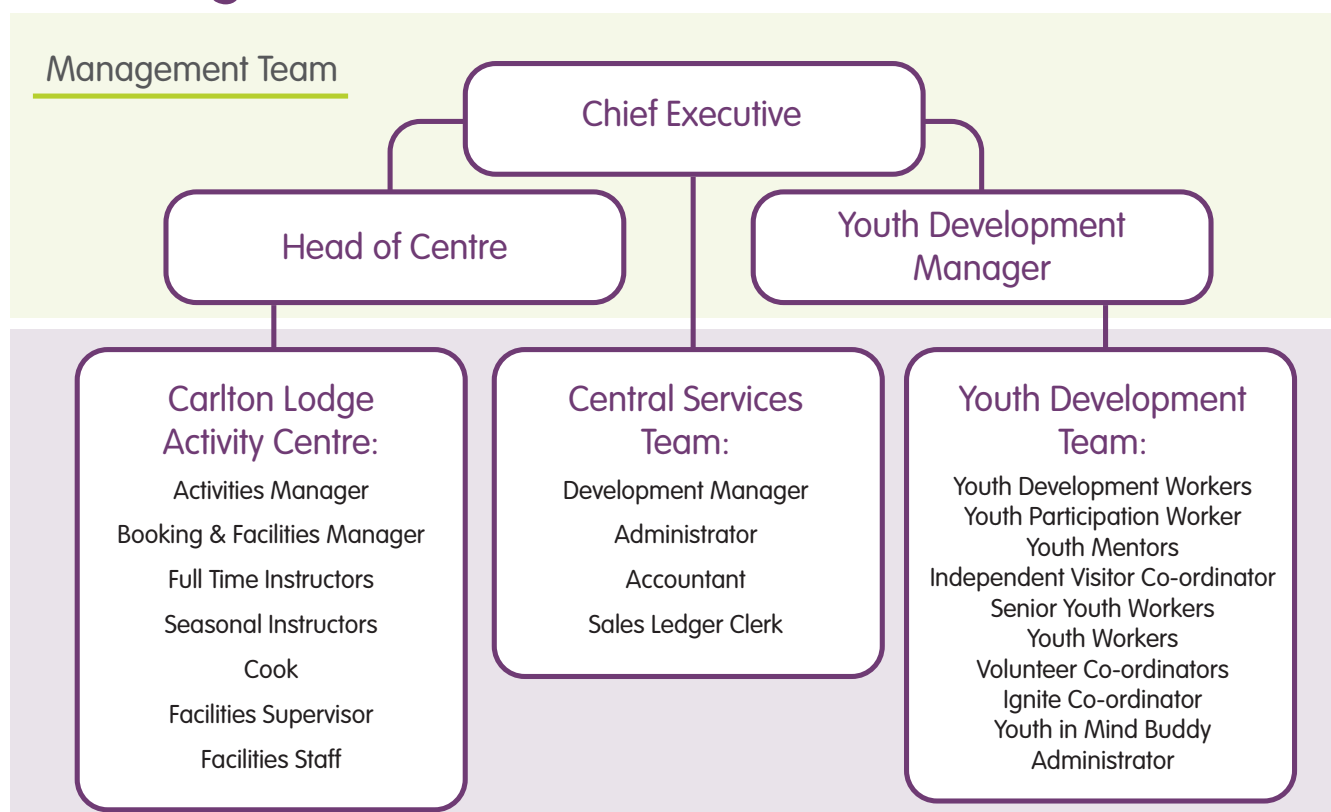 Management Team
Chief Executive
Head of Centre
Youth Development
Manager
Carlton Lodge
Activity Centre:
Activities Manager
Booking & Facilities Manager
Full Time Instructors
Seasonal Instructors
Cook
Facilities Supervisor
Facilities Staff
Central Services
Team:
Development Manager
Administrator
Accountant
Sales Ledger Clerk
Youth Development
Team:
Youth Development Workers
Youth Participation Worker
Youth Mentors
Independent Visitor Co-ordinator
Senior Youth Workers
Youth Workers
Volunteer Co-ordinators
Ignite Co-ordinator
Youth in Mind Buddy
Administrator